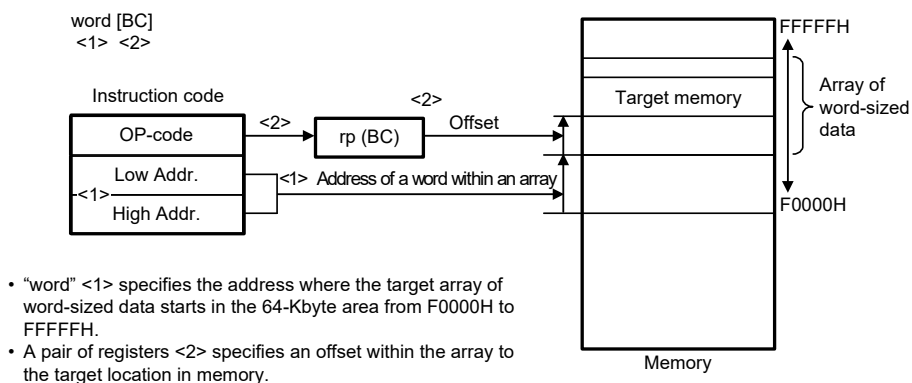 word [BC]
<1> <2>
Instruction code
OP-code
Low Addr.
<1>
High Addr.
<2>
rp (BC)
<2>
Offset
<1> Address of a word within an array
Target memory
FFFFFH
Array of
word-sized
data
F0000H
Memory
• “word” <1> specifies the address where the target array of
word-sized data starts in the 64-Kbyte area from F0000H to
FFFFFH.
• A pair of registers <2> specifies an offset within the array to
the target location in memory.